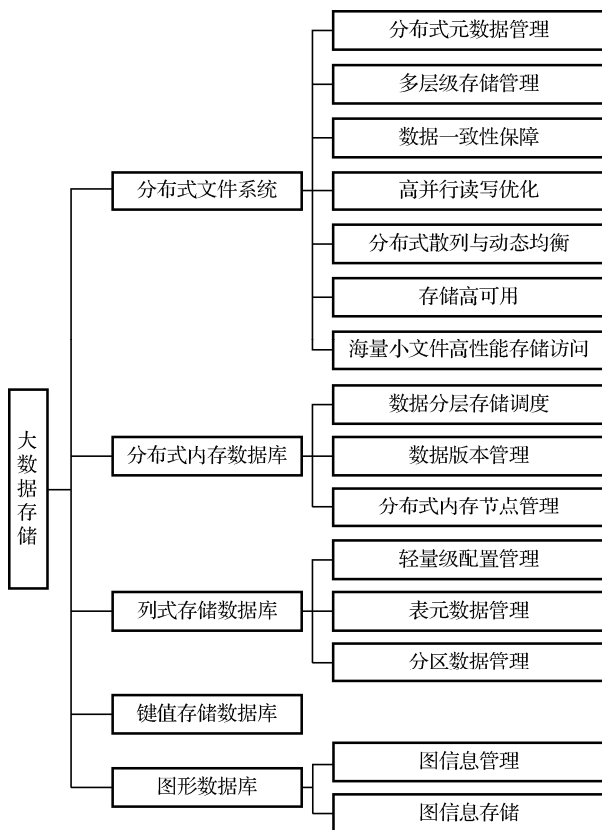 大数据存储
分布式文件系统
分布式元数据管理
多层级存储管理
数据一致性保障
高并行读写优化
分布式散列与动态均衡
存储高可用
海量小文件高性能存储访问
分布式内存数据库
数据分层存储调度
数据版本管理
分布式内存节点管理
列式存储数据库
轻量级配置管理
表元数据管理
分区数据管理
键值存储数据库
图形数据库
图信息管理
图信息存储